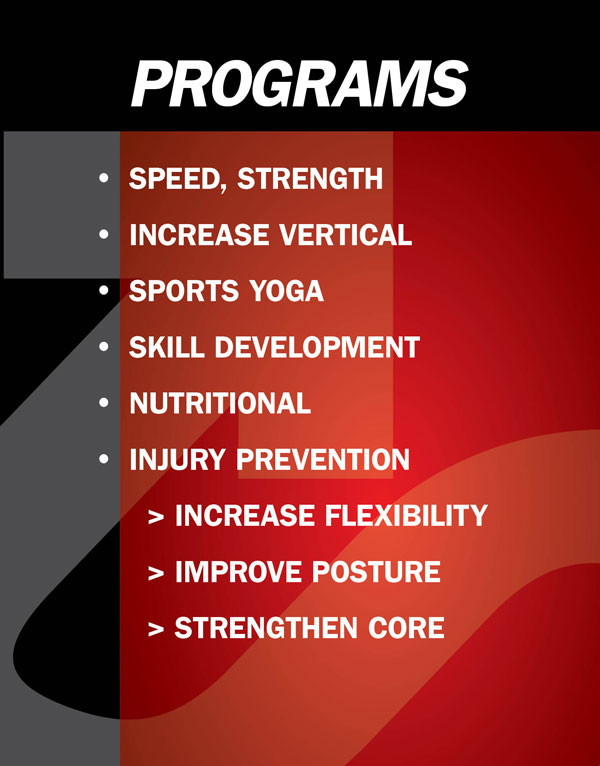 PROGRAMS
• SPEED, STRENGTH
• INCREASE VERTICAL
• SPORTS YOGA
• SKILL DEVELOPMENT
• NUTRITIONAL
• INJURY PREVENTION
> INCREASE FLEXIBILITY
> IMPROVE POSTURE
> STRENGTHEN CORE